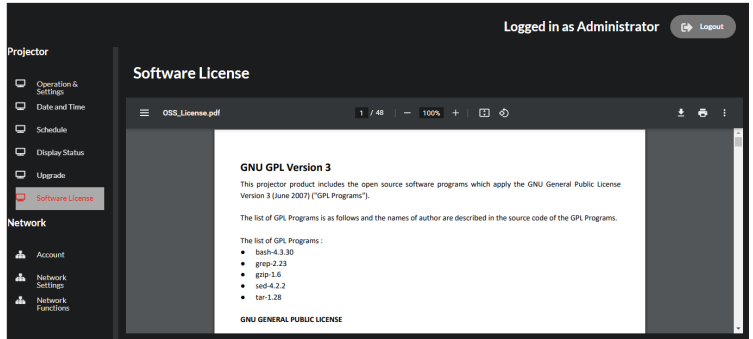 Logged in as Administrator
Logout
Projector
Operation &
Settings
Date and Time
Schedule
Display Status
Upgrade
Software License
Network
Account
Network
Settings
Network
Functions
Software License
OSS_License.pdf
1 / 48
100%
GNU GPL Version 3
This projector product includes the open source software programs which apply the GNU General Public License
Version 3 (June 2007) ("GPL Programs").
The list of GPL Programs is as follows and the names of author are described in the source code of the GPL Programs.
The list of GPL Programs :
● bash-4.3.30
● grep-2.23
● gzip-1.6
● sed-4.2.2
● tar-1.28
GNU GENERAL PUBLIC LICENSE